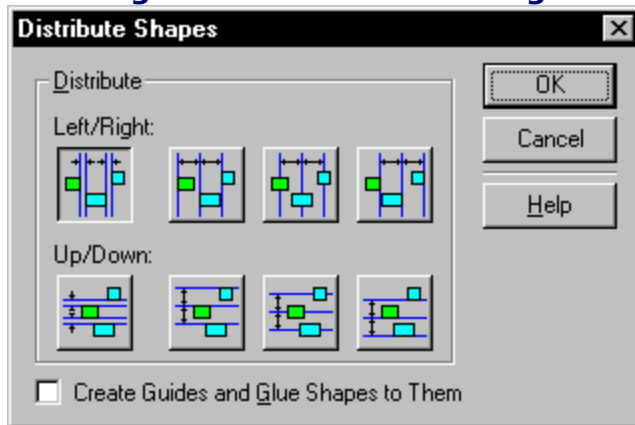 Distribute Shapes
Distribute
OK
Left/Right:
Cancel
Help
Up/Down:
Create Guides and Glue Shapes to Them